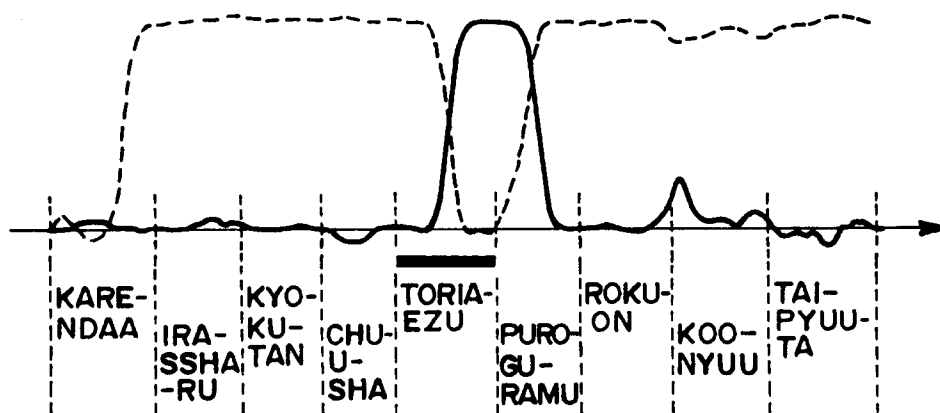 KARE-
NDAA
IRA-
SSHA
-RU
KYO-
KU-
TAN
CHU-
U-
SHA
TORIA-
EZU
PURO-
GU-
RAMU
ROKU-
ON
KOO-
NYUU
TAI-
PYUU-
TA